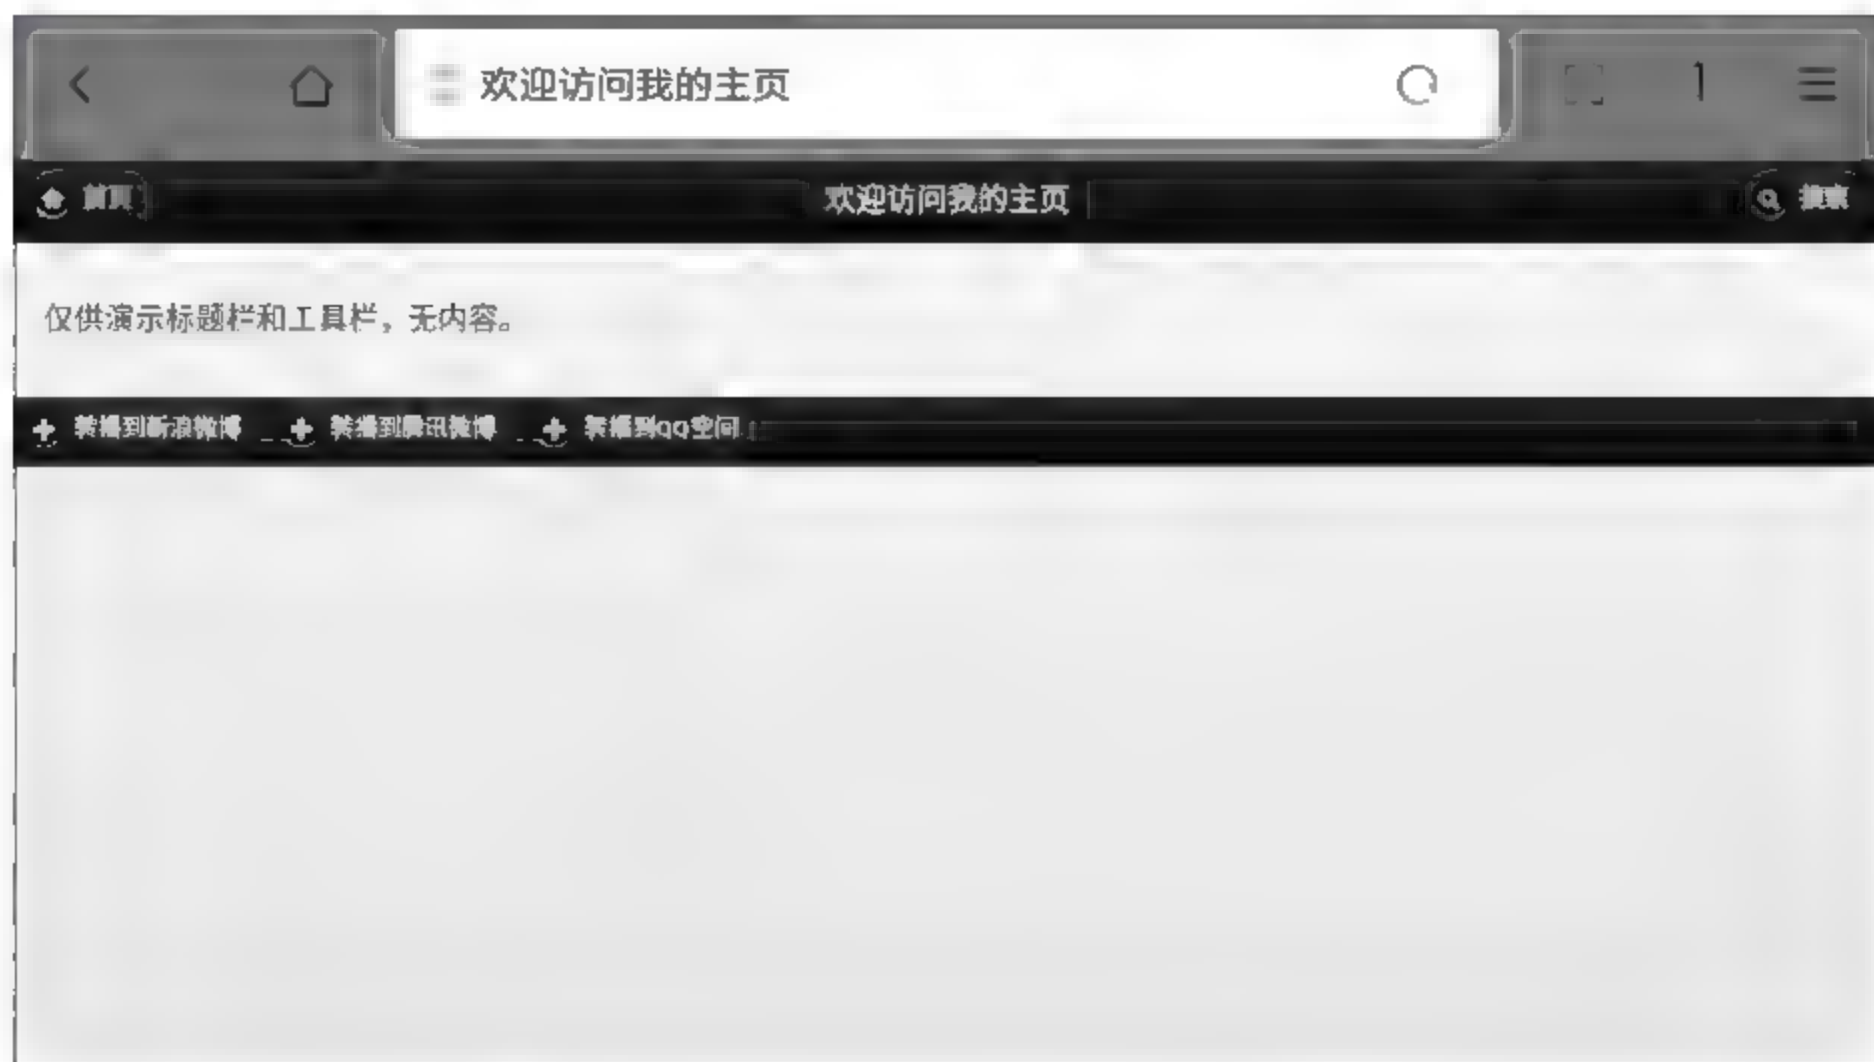 欢迎访问我的主页 1
首页 欢迎访问我的主页 搜索
仅供演示标题栏和工具栏，无内容。
转播到新浪微博 转播到腾讯微博 转播到qq空间